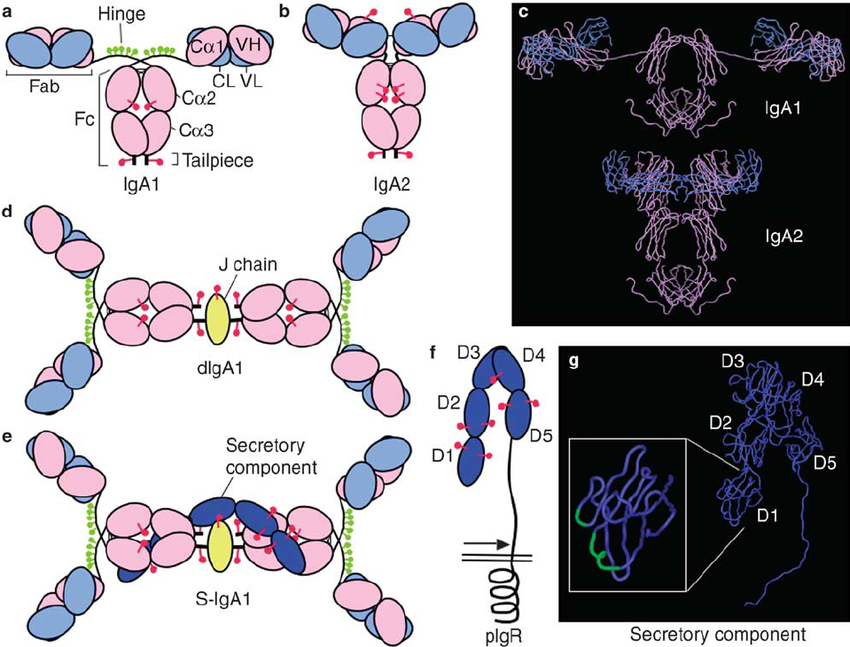 a
Hinge
Cα1
VH
Fab
CL VL
Fc
Cα2
Cα3
Tailpiece
IgA1
b
IgA2
c
IgA1
IgA2
d
J chain
dIgA1
e
Secretory
component
S-IgA1
f
D3
D4
D2
D5
D1
pIgR
g
D3
D4
D2
D5
D1
Secretory component